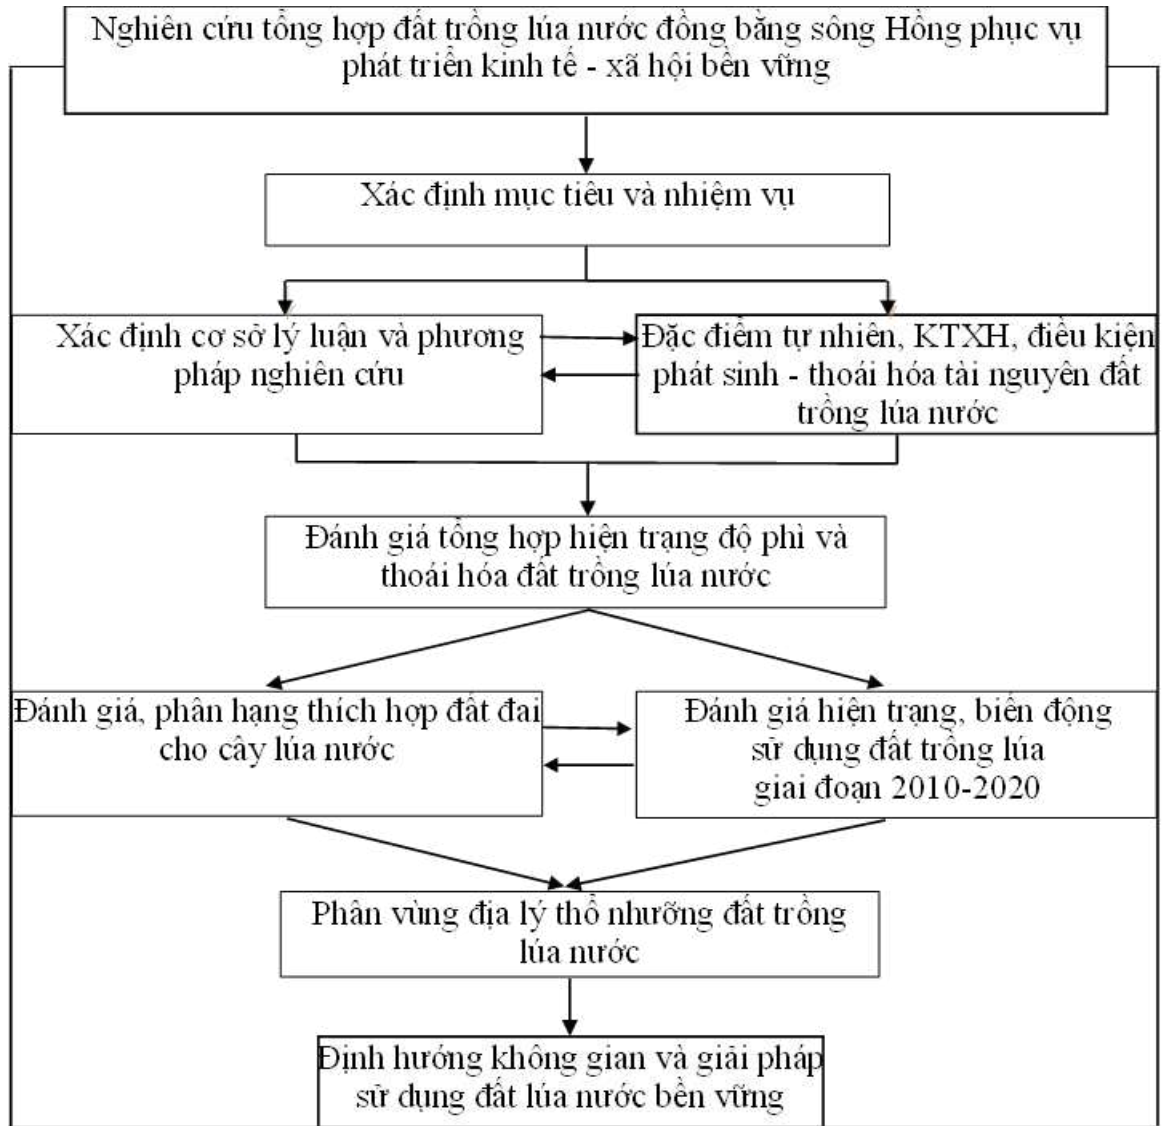 Nghiên cứu tổng hợp đất trồng lúa nước đồng bằng sông Hồng phục vụ
phát triển kinh tế - xã hội bền vững
Xác định mục tiêu và nhiệm vụ
Xác định cơ sở lý luận và phương
pháp nghiên cứu
Đặc điểm tự nhiên, KTXH, điều kiện
phát sinh - thoái hóa tài nguyên đất
trồng lúa nước
Đánh giá tổng hợp hiện trạng độ phì và
thoái hóa đất trồng lúa nước
Đánh giá, phân hạng thích hợp đất đai
cho cây lúa nước
Đánh giá hiện trạng, biến động
sử dụng đất trồng lúa
giai đoạn 2010-2020
Phân vùng địa lý thổ nhưỡng đất trồng
lúa nước
Định hướng không gian và giải pháp
sử dụng đất lúa nước bền vững